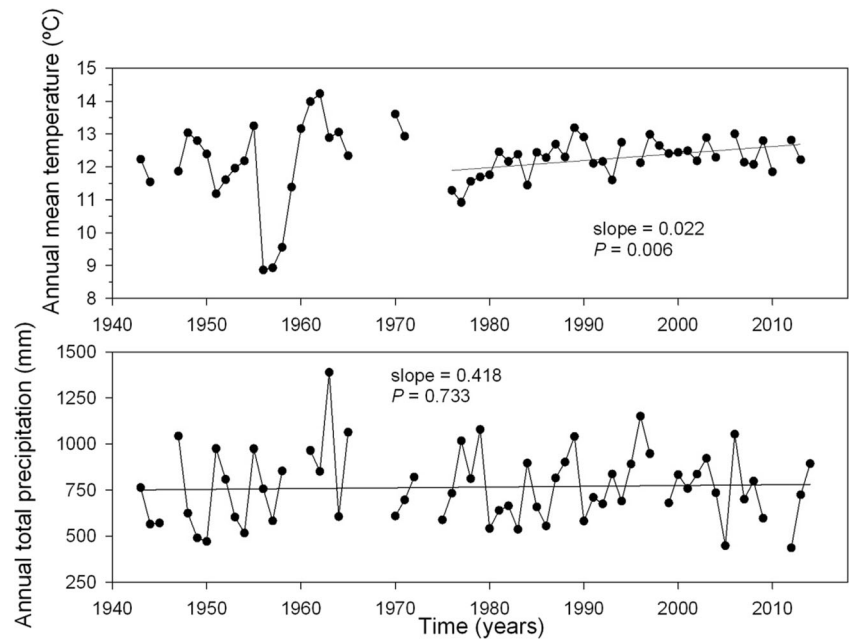 Annual mean temperature (ºC)
15
14
13
12
11
10
9
8
slope = 0.022
P = 0.006
1940 1950 1960 1970 1980 1990 2000 2010
Annual total precipitation (mm)
1500
1250
1000
750
500
250
slope = 0.418
P = 0.733
1940 1950 1960 1970 1980 1990 2000 2010
Time (years)